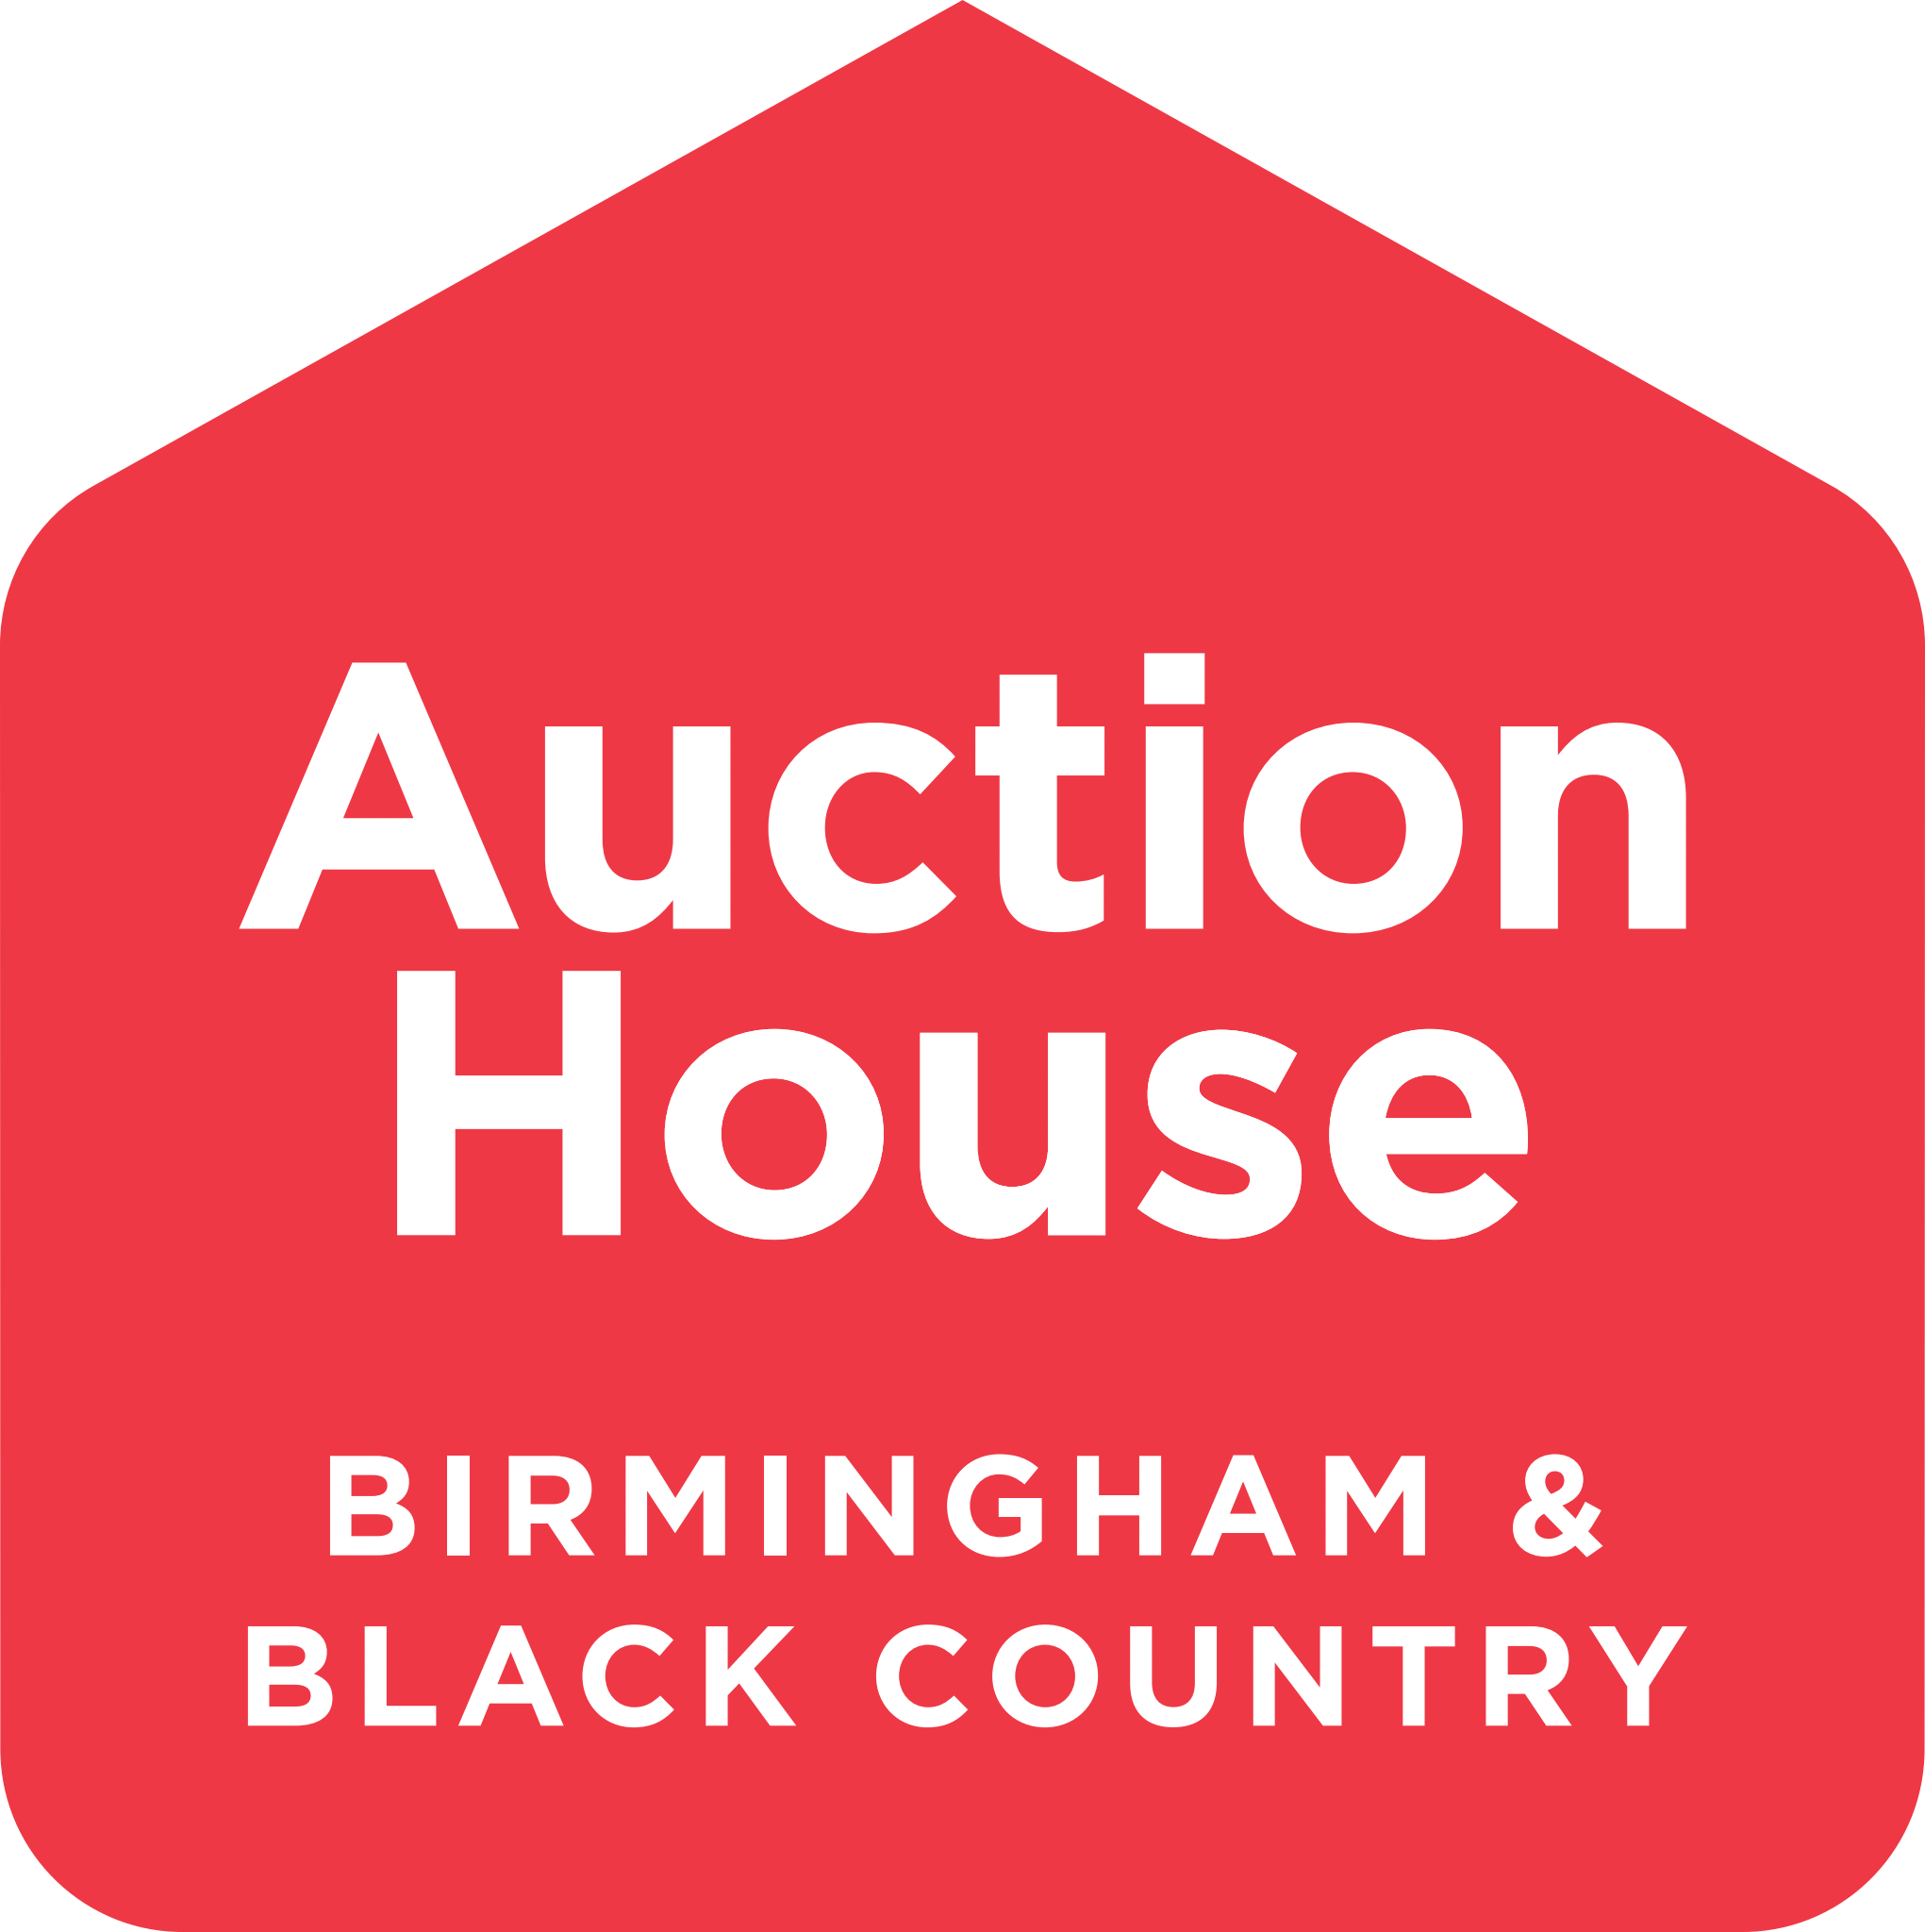 Auction
House
BIRMINGHAM &
BLACK COUNTRY